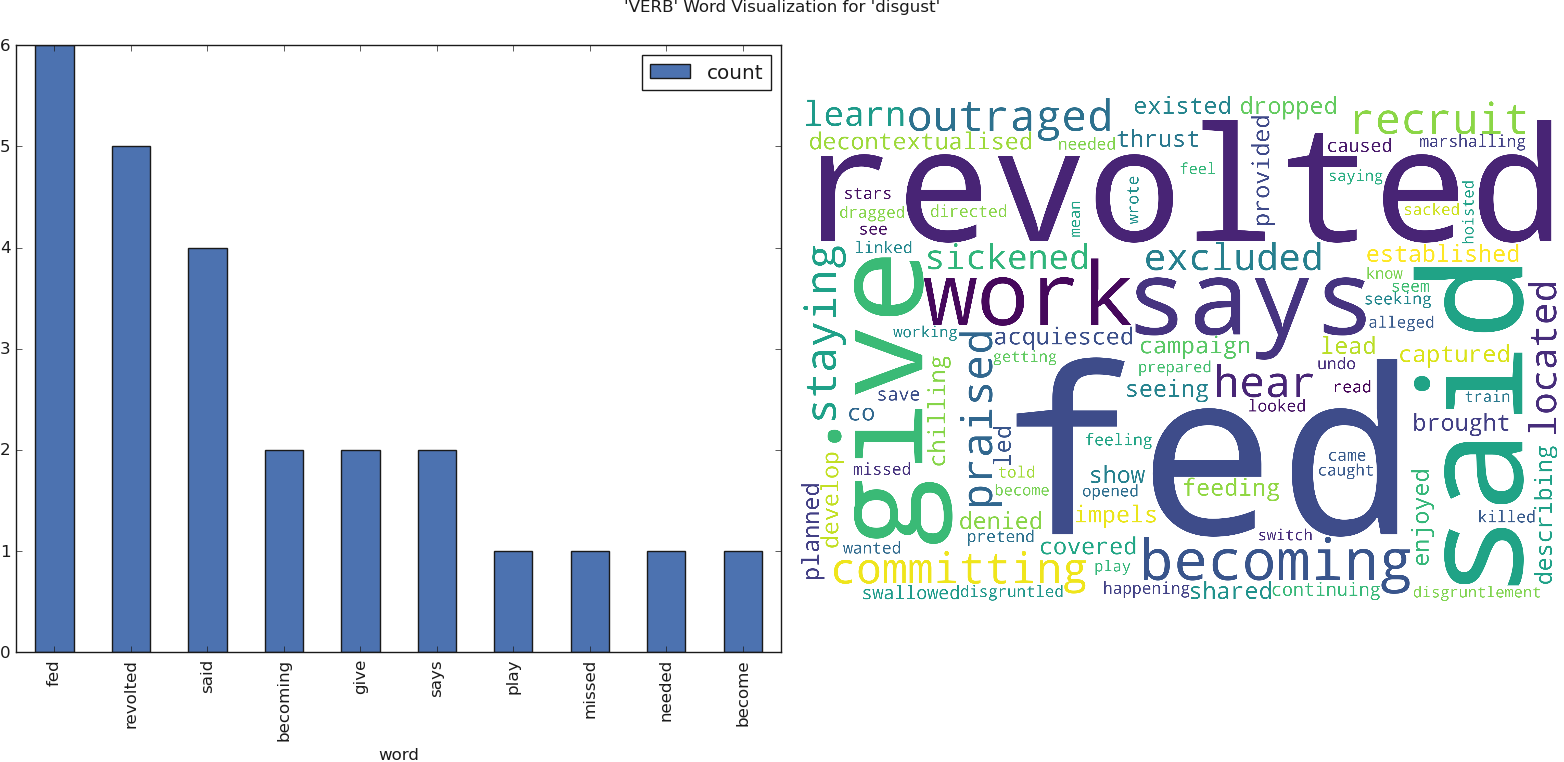 'VERB' Word Visualization for 'disgust'
6
5
4
3
2
1
0
count
fed
revolted
said
becoming
give
says
play
missed
needed
become
word
learn
outraged
existed
dropped
recruit
decontextualised
needed
thrust
provided
caused
marshalling
revolted
feel
saying
stars
wrote
dragged
directed
mean
sacked
hoisted
see
linked
sickened
excluded
established
know
seem
staying
give
work
says
seeking
said
located
working
acquiesced
alleged
getting
campaign
lead
captured
prepared
undo
praised
chilling
save
co
seeing
hear
read
looked
train
brought
fed
led
feeling
came
caught
missed
told
show
become
opened
feeding
planned
develop
denied
impels
enjoyed
describing
killed
pretend
switch
wanted
covered
becoming
committing
play
swallowed
disgruntled
happening
shared
continuing
disgruntlement